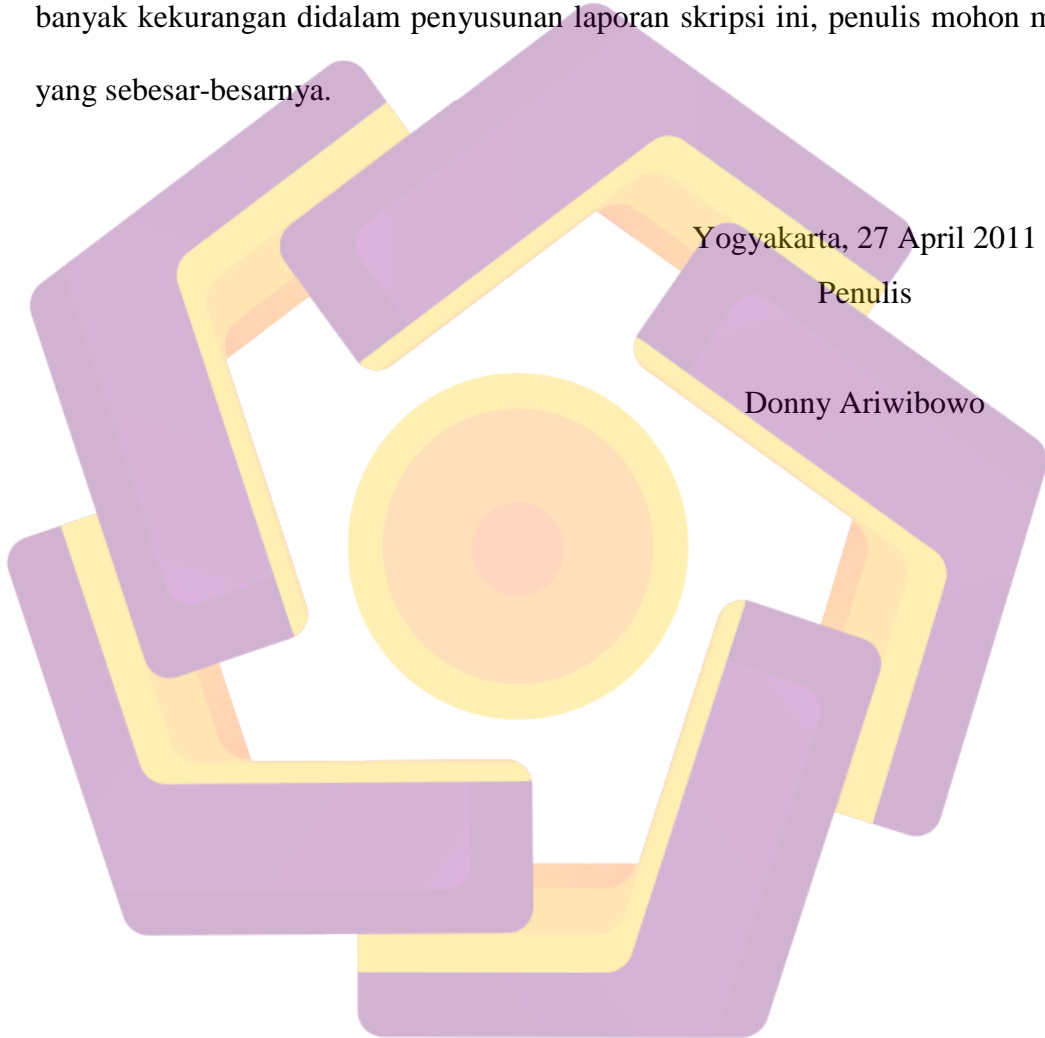 banyak kekurangan didalam penyusunan laporan skripsi ini, penulis mohon
yang sebesar-besarnya.
Yogyakarta, 27 April 2011
Penulis
Donny Ariwibowo